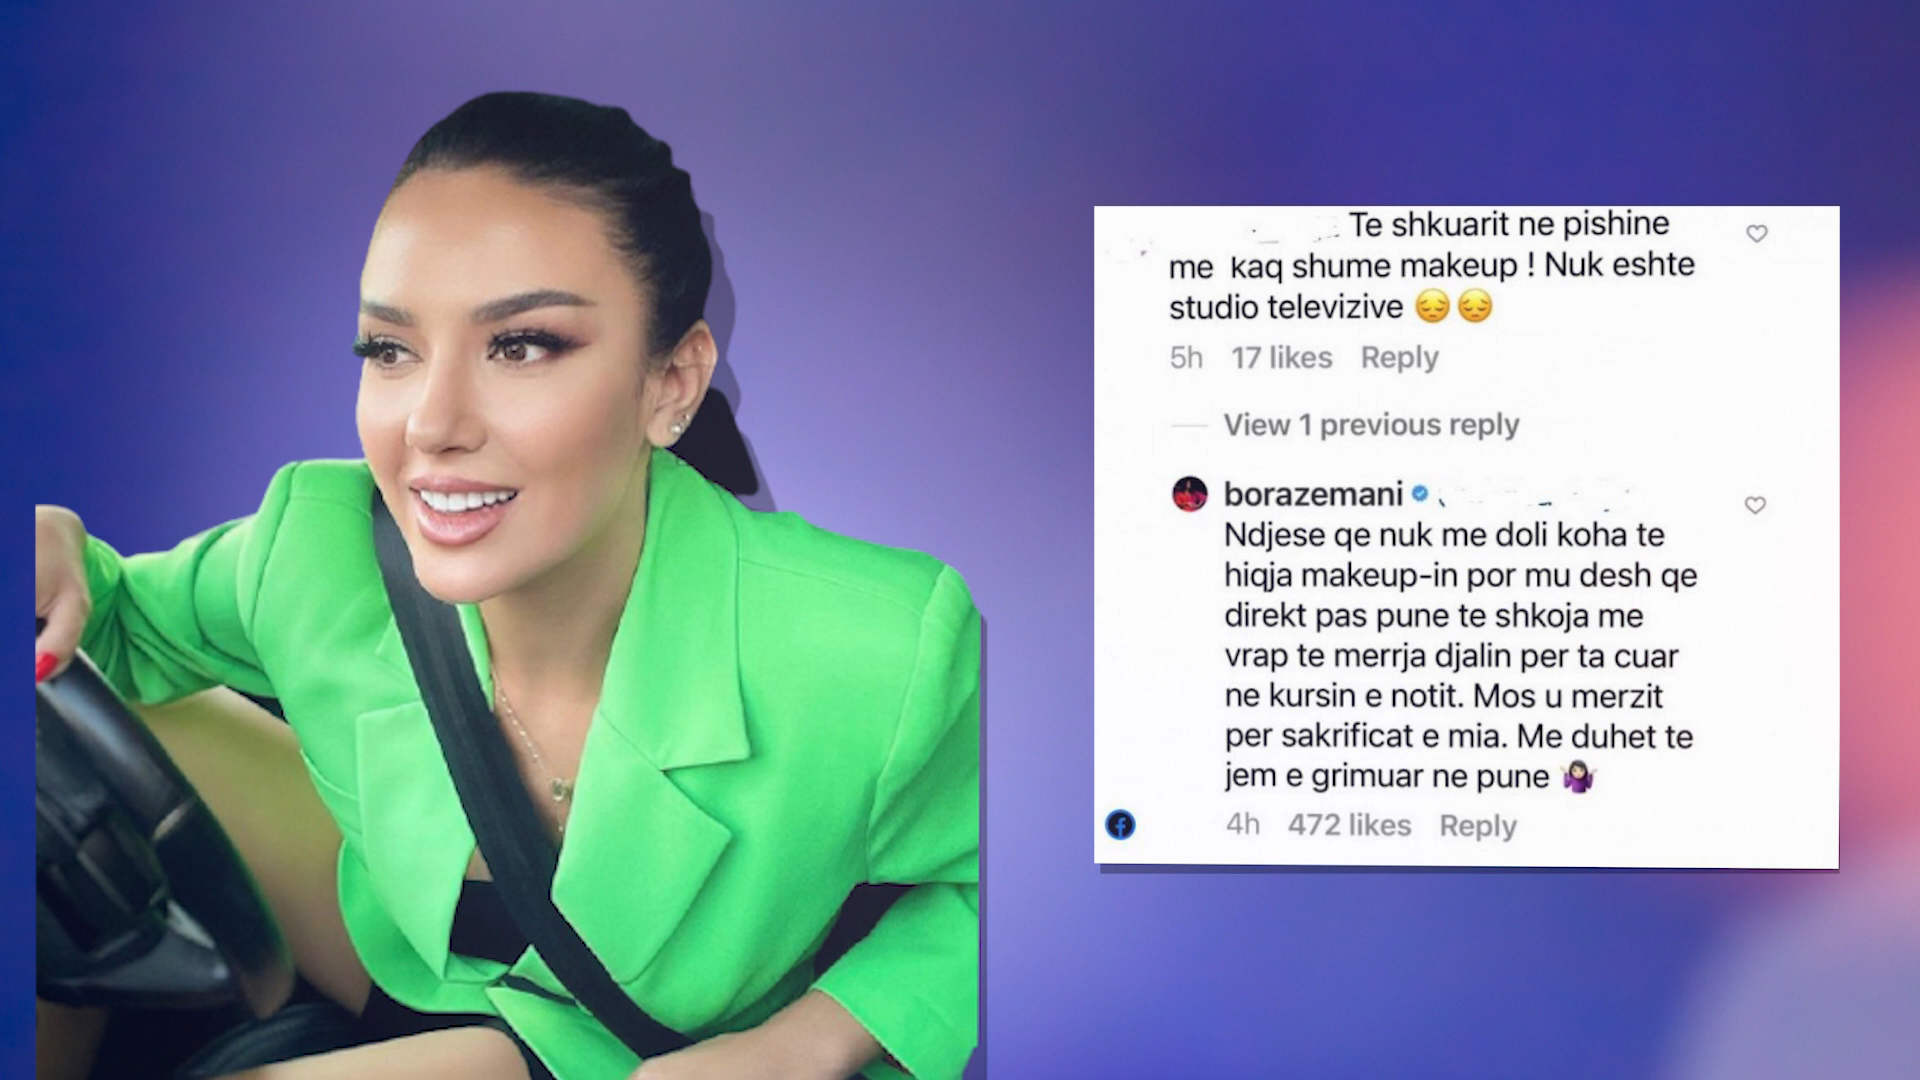 Te shkuarit ne pishine
me kaq shume makeup ! Nuk eshte
studio televizive 😔😔
5h 17 likes Reply
View 1 previous reply
borazemani
Ndjese qe nuk me doli koha te
hiqja makeup-in por mu desh qe
direkt pas pune te shkoja me
vrap te merrja djalin per ta cuar
ne kursin e notit. Mos u merzit
per sakrificat e mia. Me duhet te
jem e grimuar ne pune 🤷🏻‍♀️
4h 472 likes Reply